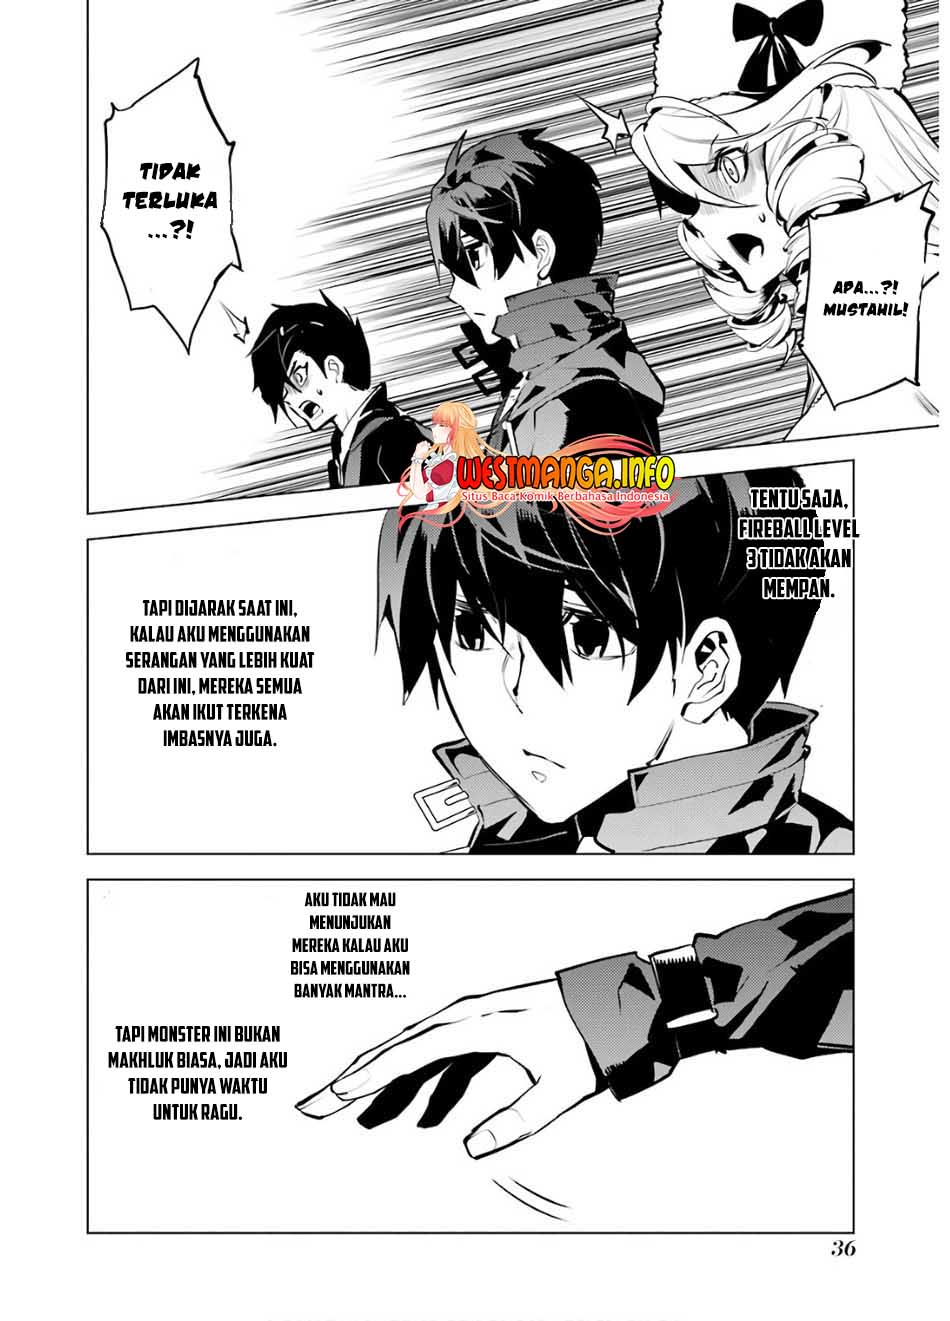 APA...?!
MUSTAHIL!
TIDAK
TERLUKA
...?!
WESTMANGA.INFO
Situs Baca Komik Berbahasa Indonesia
TENTU SAJA,
FIREBALL LEVEL
3 TIDAK AKAN
MEMPAN.
TAPI DIJARAK SAAT INI,
KALAU AKU MENGGUNAKAN
SERANGAN YANG LEBIH KUAT
DARI INI, MEREKA SEMUA
AKAN IKUT TERKENA
IMBASNYA JUGA.
AKU TIDAK MAU
MENUNJUKAN
MEREKA KALAU AKU
BISA MENGGUNAKAN
BANYAK MANTRA...
TAPI MONSTER INI BUKAN
MAKHLUK BIASA, JADI AKU
TIDAK PUNYA WAKTU
UNTUK RAGU.
36